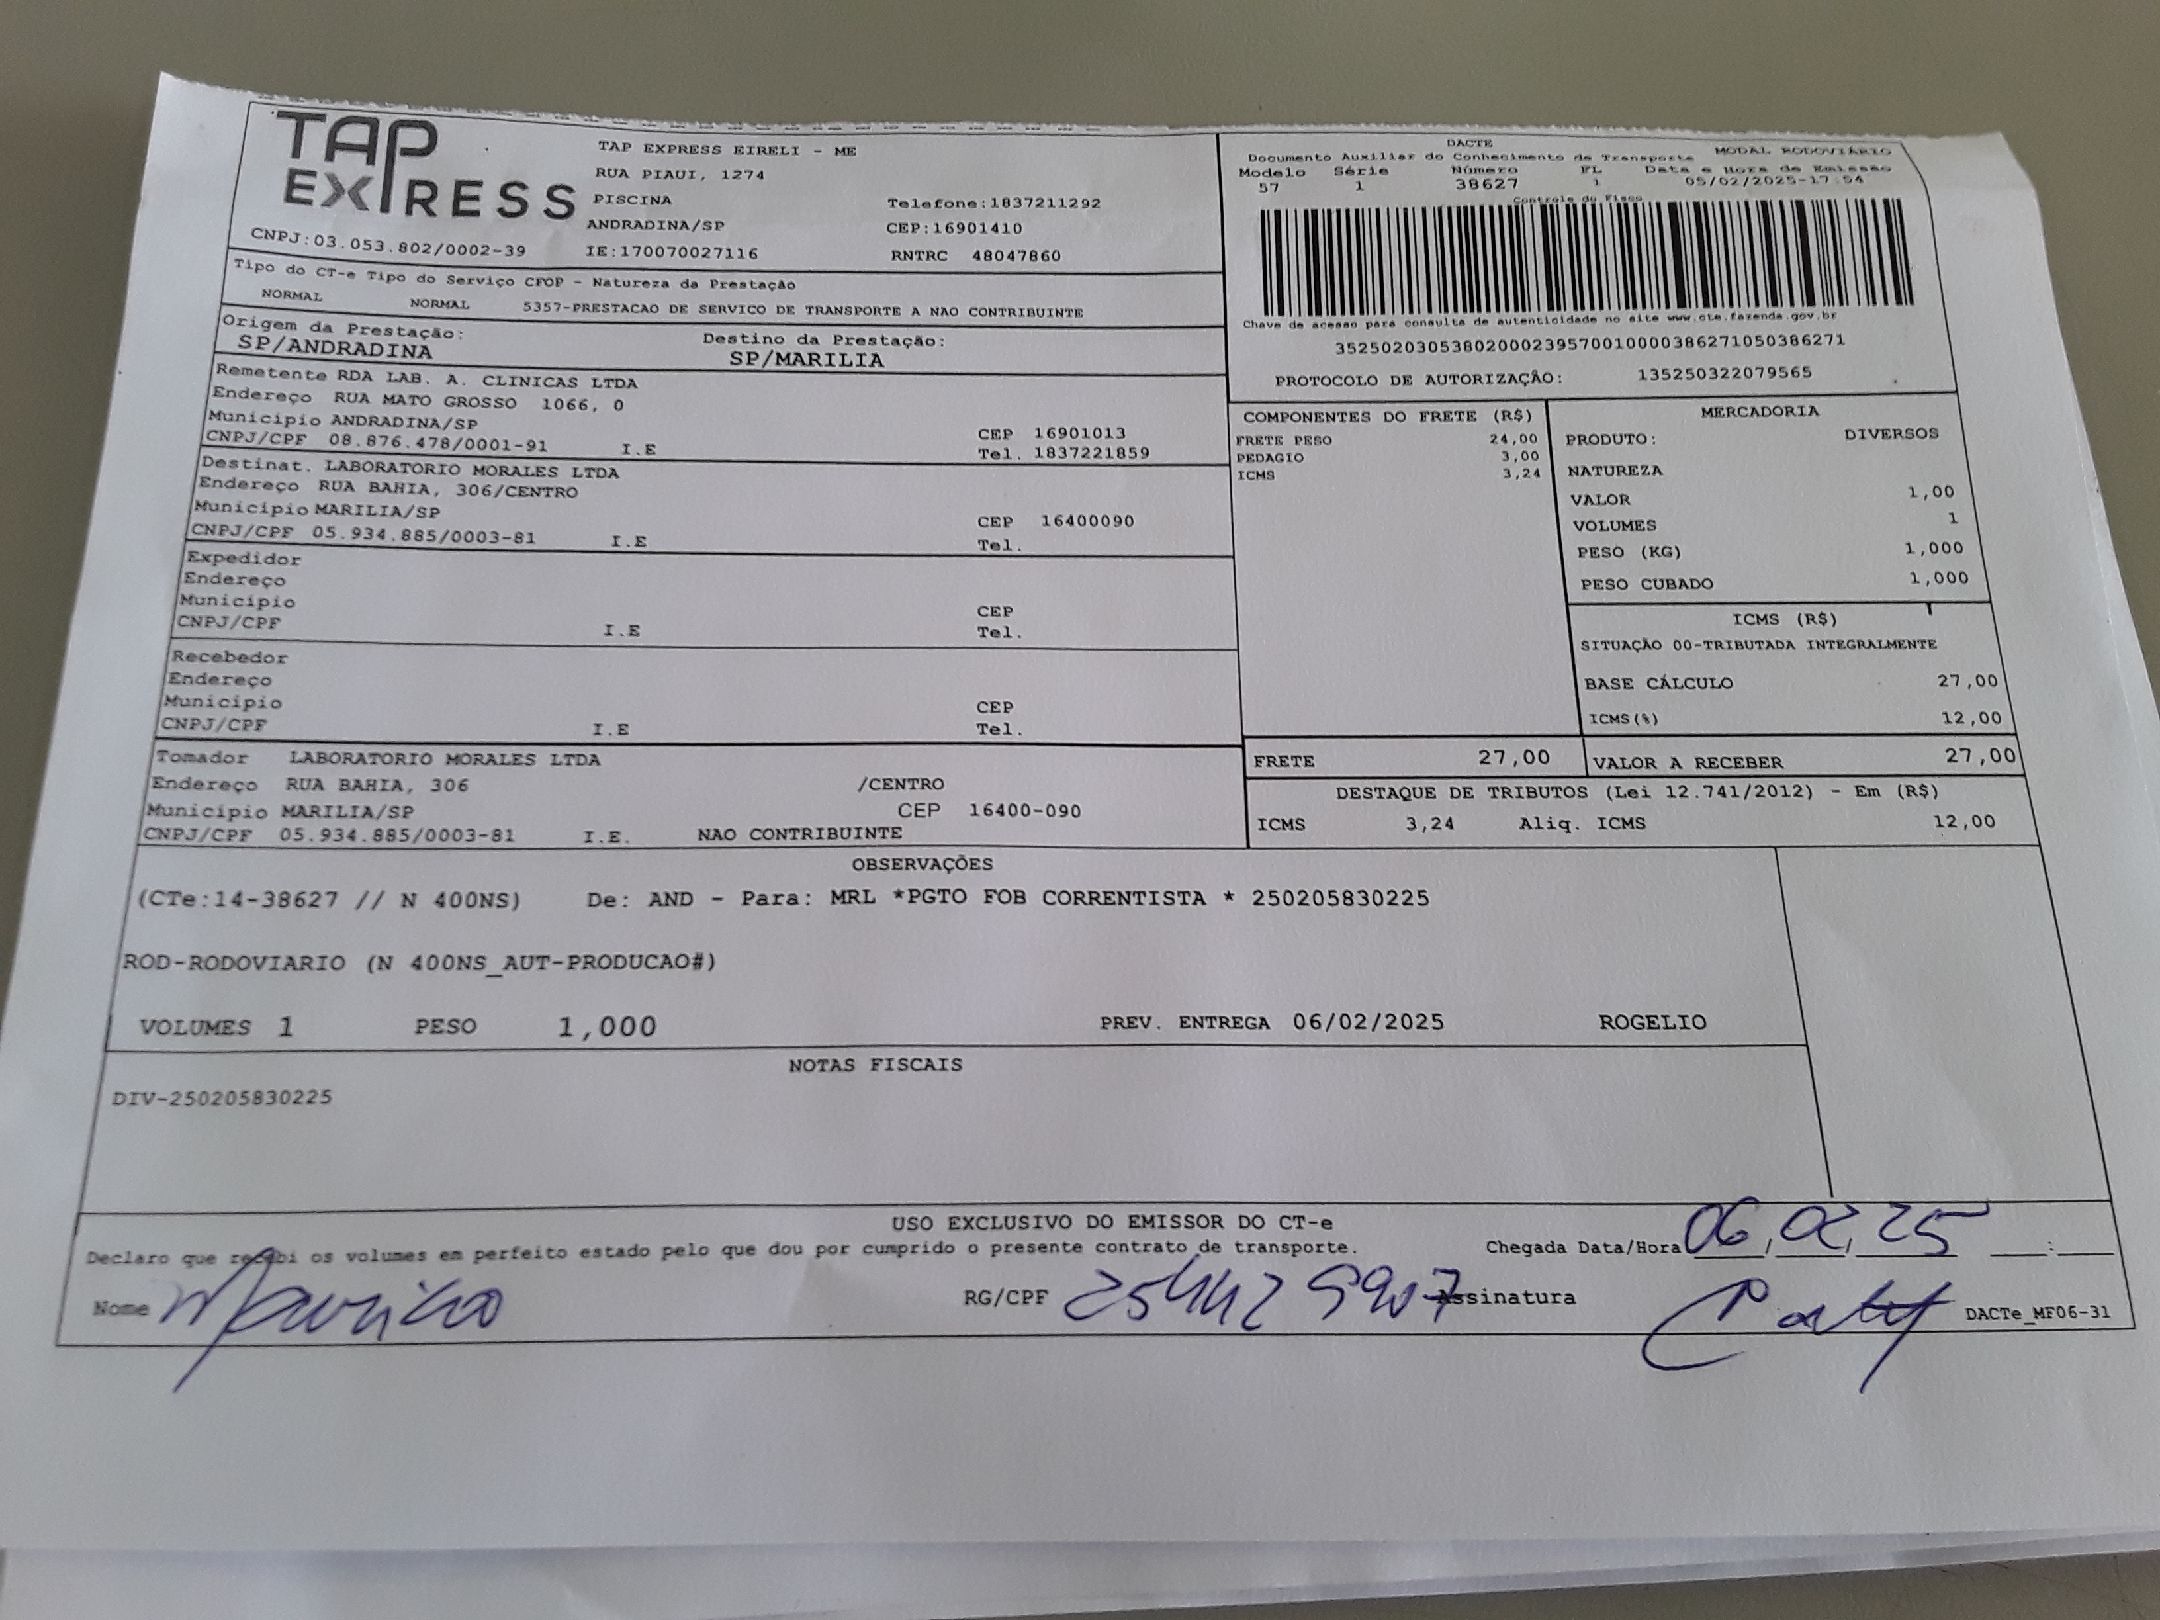 TAP
EXPRESS
CNPJ:03.053.802/0002-39
TAP EXPRESS EIRELI - ME
RUA PIAUI, 1274
PISCINA
Telefone:1837211292
ANDRADINA/SP
CEP:16901410
IE:170070027116
RNTRC 48047860
DACTE
MODAL RODOVIÁRIO
Documento Auxiliar do Conhecimento de Transporte
Modelo Série Número FL Data e Hora de Emissão
57 1 38627 1 05/02/2025-17:54
Controle do Fisco
Chave de acesso para consulta de autenticidade no site www.cte.fazenda.gov.br
35250203053802000239570010000386271050386271
PROTOCOLO DE AUTORIZAÇÃO: 135250322079565
Tipo do CT-e Tipo do Serviço CFOP - Natureza da Prestação
NORMAL NORMAL 5357-PRESTACAO DE SERVICO DE TRANSPORTE A NAO CONTRIBUINTE
Origem da Prestação: Destino da Prestação:
SP/ANDRADINA SP/MARILIA
Remetente RDA LAB. A. CLINICAS LTDA
Endereço RUA MATO GROSSO 1066, 0
Município ANDRADINA/SP CEP 16901013
CNPJ/CPF 08.876.478/0001-91 I.E Tel. 1837221859
Destinat. LABORATORIO MORALES LTDA
Endereço RUA BAHIA, 306/CENTRO
Município MARILIA/SP CEP 16400090
CNPJ/CPF 05.934.885/0003-81 I.E Tel.
Expedidor
Endereço
Município CEP
CNPJ/CPF I.E Tel.
Recebedor
Endereço
Município CEP
CNPJ/CPF I.E Tel.
Tomador LABORATORIO MORALES LTDA
Endereço RUA BAHIA, 306 /CENTRO
Município MARILIA/SP CEP 16400-090
CNPJ/CPF 05.934.885/0003-81 I.E. NAO CONTRIBUINTE
COMPONENTES DO FRETE (R$)
FRETE PESO 24,00
PEDAGIO 3,00
ICMS 3,24
MERCADORIA
PRODUTO: DIVERSOS
NATUREZA
VALOR 1,00
VOLUMES 1
PESO (KG) 1,000
PESO CUBADO 1,000
ICMS (R$)
SITUAÇÃO 00-TRIBUTADA INTEGRALMENTE
BASE CÁLCULO 27,00
ICMS(%) 12,00
FRETE 27,00 VALOR A RECEBER 27,00
DESTAQUE DE TRIBUTOS (Lei 12.741/2012) - Em (R$)
ICMS 3,24 Aliq. ICMS 12,00
OBSERVAÇÕES
(CTe:14-38627 // N 400NS) De: AND - Para: MRL *PGTO FOB CORRENTISTA * 250205830225
ROD-RODOVIARIO (N 400NS_AUT-PRODUCAO#)
VOLUMES 1 PESO 1,000 PREV. ENTREGA 06/02/2025 ROGELIO
NOTAS FISCAIS
DIV-250205830225
USO EXCLUSIVO DO EMISSOR DO CT-e
Declaro que recebi os volumes em perfeito estado pelo que dou por cumprido o presente contrato de transporte. Chegada Data/Hora 06,02,25 :
Nome Mauricio RG/CPF Assinatura DACTe_MF06-31